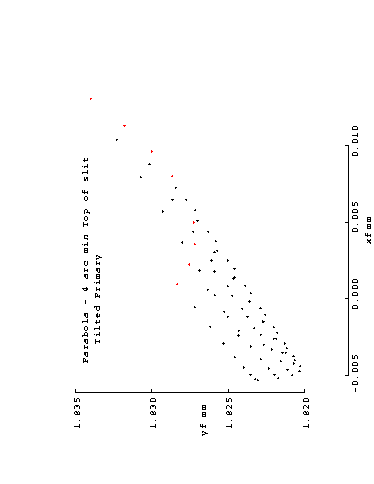 Parabola - 4 arc min Top of slit
Tilted Primary
0.010
0.005
0.000
-0.005
xf mm
1.835
1.830
1.825
1.820
yf mm